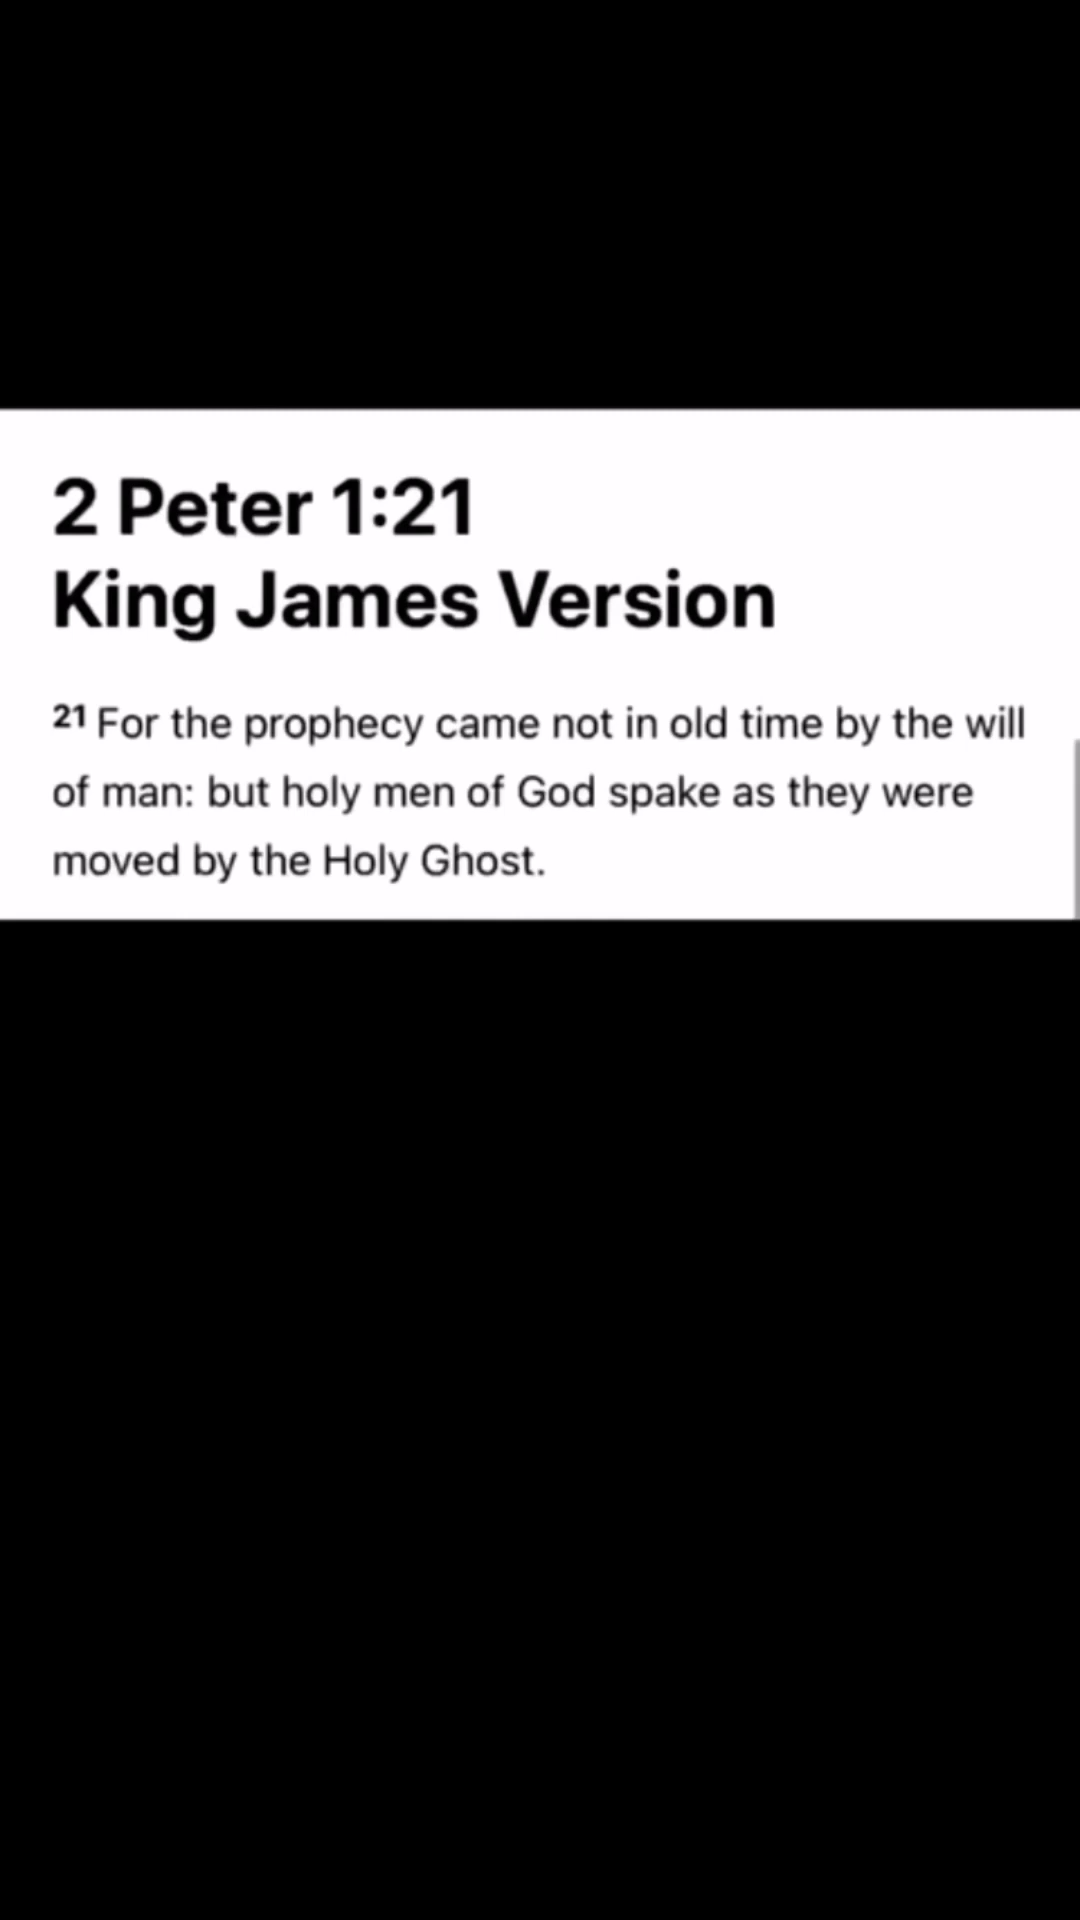 2 Peter 1:21
King James Version
21 For the prophecy came not in old time by the will
of man: but holy men of God spake as they were
moved by the Holy Ghost.